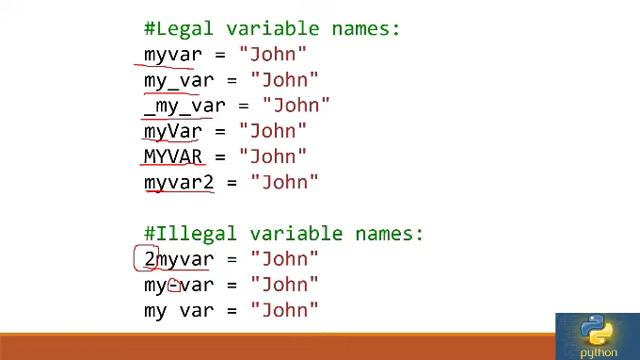 #Legal variable names:
myvar = "John"
my_var = "John"
_my_var = "John"
myVar = "John"
MYVAR = "John"
myvar2 = "John"
#Illegal variable names:
2myvar = "John"
my-var = "John"
my var = "John"
python